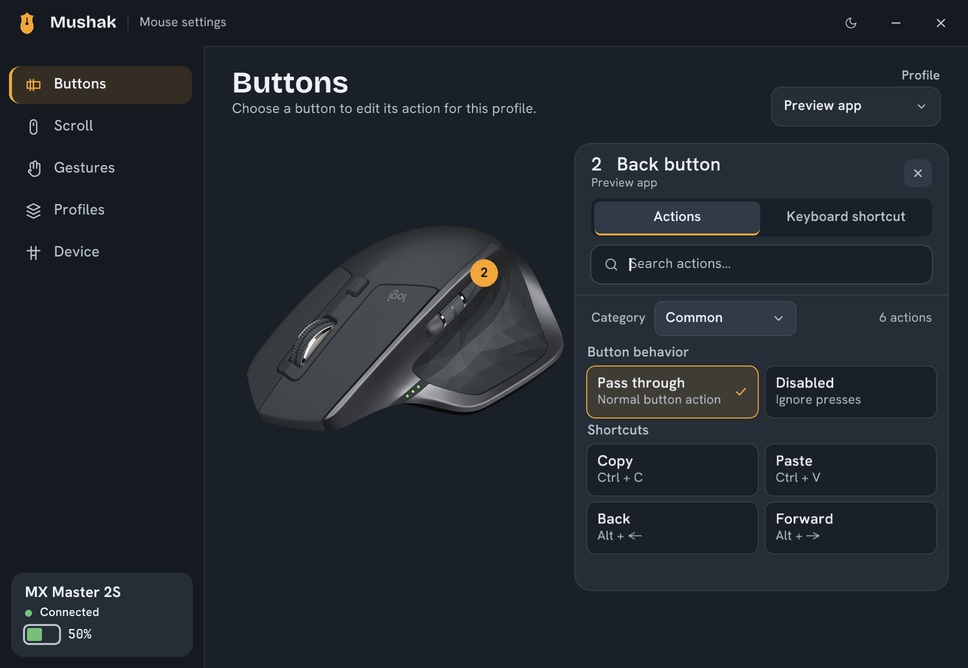 Mushak
Mouse settings
Buttons
Scroll
Gestures
Profiles
Device
MX Master 2S
Connected
50%
Buttons
Choose a button to edit its action for this profile.
Profile
Preview app
logi
2
2 Back button
Preview app
Actions
Keyboard shortcut
Search actions...
Category
Common
6 actions
Button behavior
Pass through
Normal button action
Disabled
Ignore presses
Shortcuts
Copy
Ctrl + C
Paste
Ctrl + V
Back
Alt + ←
Forward
Alt + →